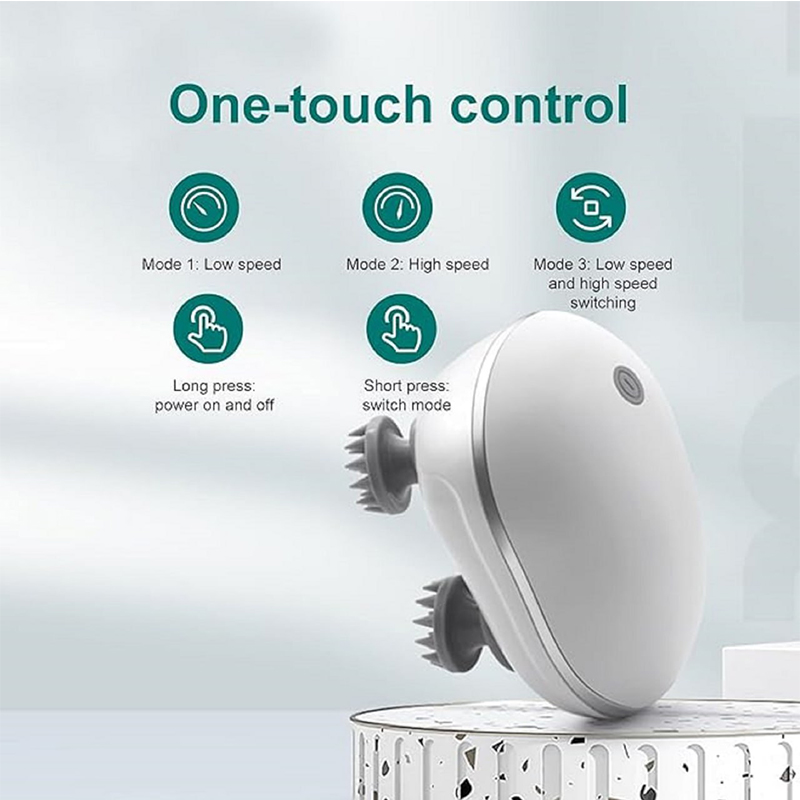 One-touch control
Mode 1: Low speed
Mode 2: High speed
Mode 3: Low speed
and high speed
switching
Long press:
power on and off
Short press:
switch mode